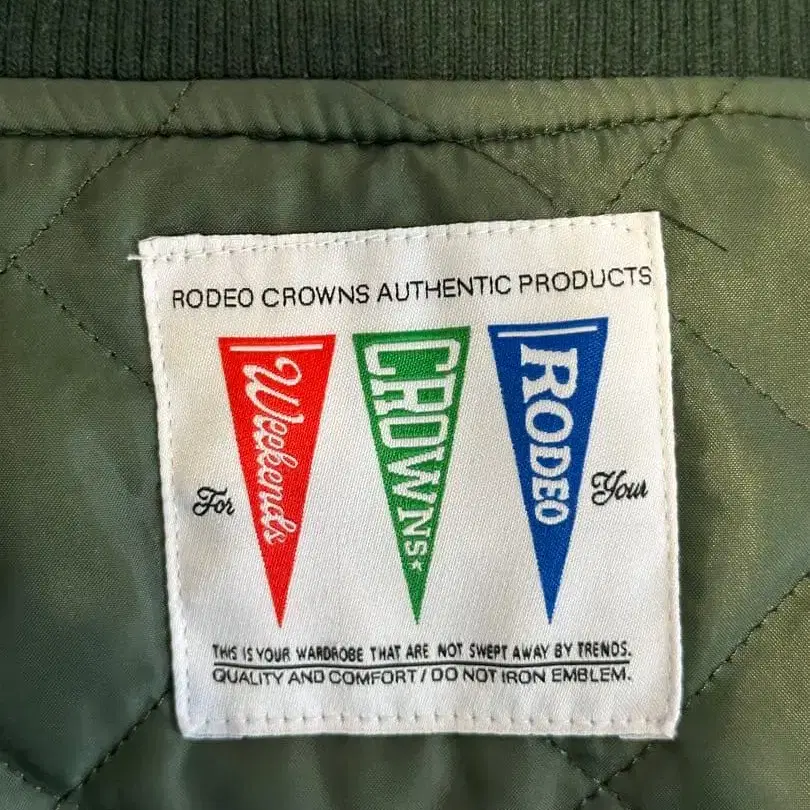 RODEO CROWNS AUTHENTIC PRODUCTS
For
Weekends
CROWNS
RODEO
Your
THIS IS YOUR WARDROBE THAT ARE NOT SWEPT AWAY BY TRENDS.
QUALITY AND COMFORT / DO NOT IRON EMBLEM.